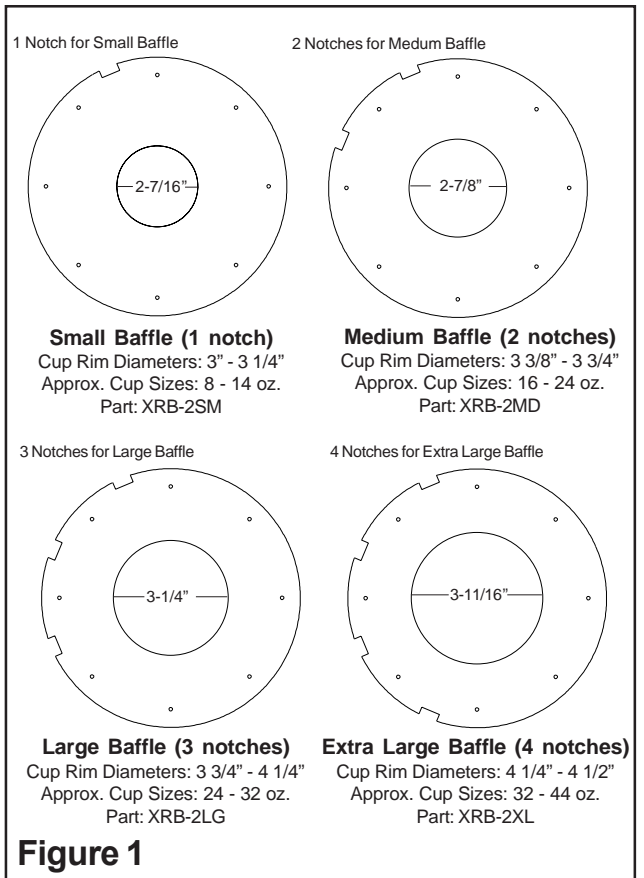 1 Notch for Small Baffle
2-7/16”
Small Baffle (1 notch)
Cup Rim Diameters: 3” - 3 1/4”
Approx. Cup Sizes: 8 - 14 oz.
Part: XRB-2SM
2 Notches for Medum Baffle
2-7/8”
Medium Baffle (2 notches)
Cup Rim Diameters: 3 3/8” - 3 3/4”
Approx. Cup Sizes: 16 - 24 oz.
Part: XRB-2MD
3 Notches for Large Baffle
3-1/4”
Large Baffle (3 notches)
Cup Rim Diameters: 3 3/4” - 4 1/4”
Approx. Cup Sizes: 24 - 32 oz.
Part: XRB-2LG
4 Notches for Extra Large Baffle
3-11/16”
Extra Large Baffle (4 notches)
Cup Rim Diameters: 4 1/4” - 4 1/2”
Approx. Cup Sizes: 32 - 44 oz.
Part: XRB-2XL
Figure 1